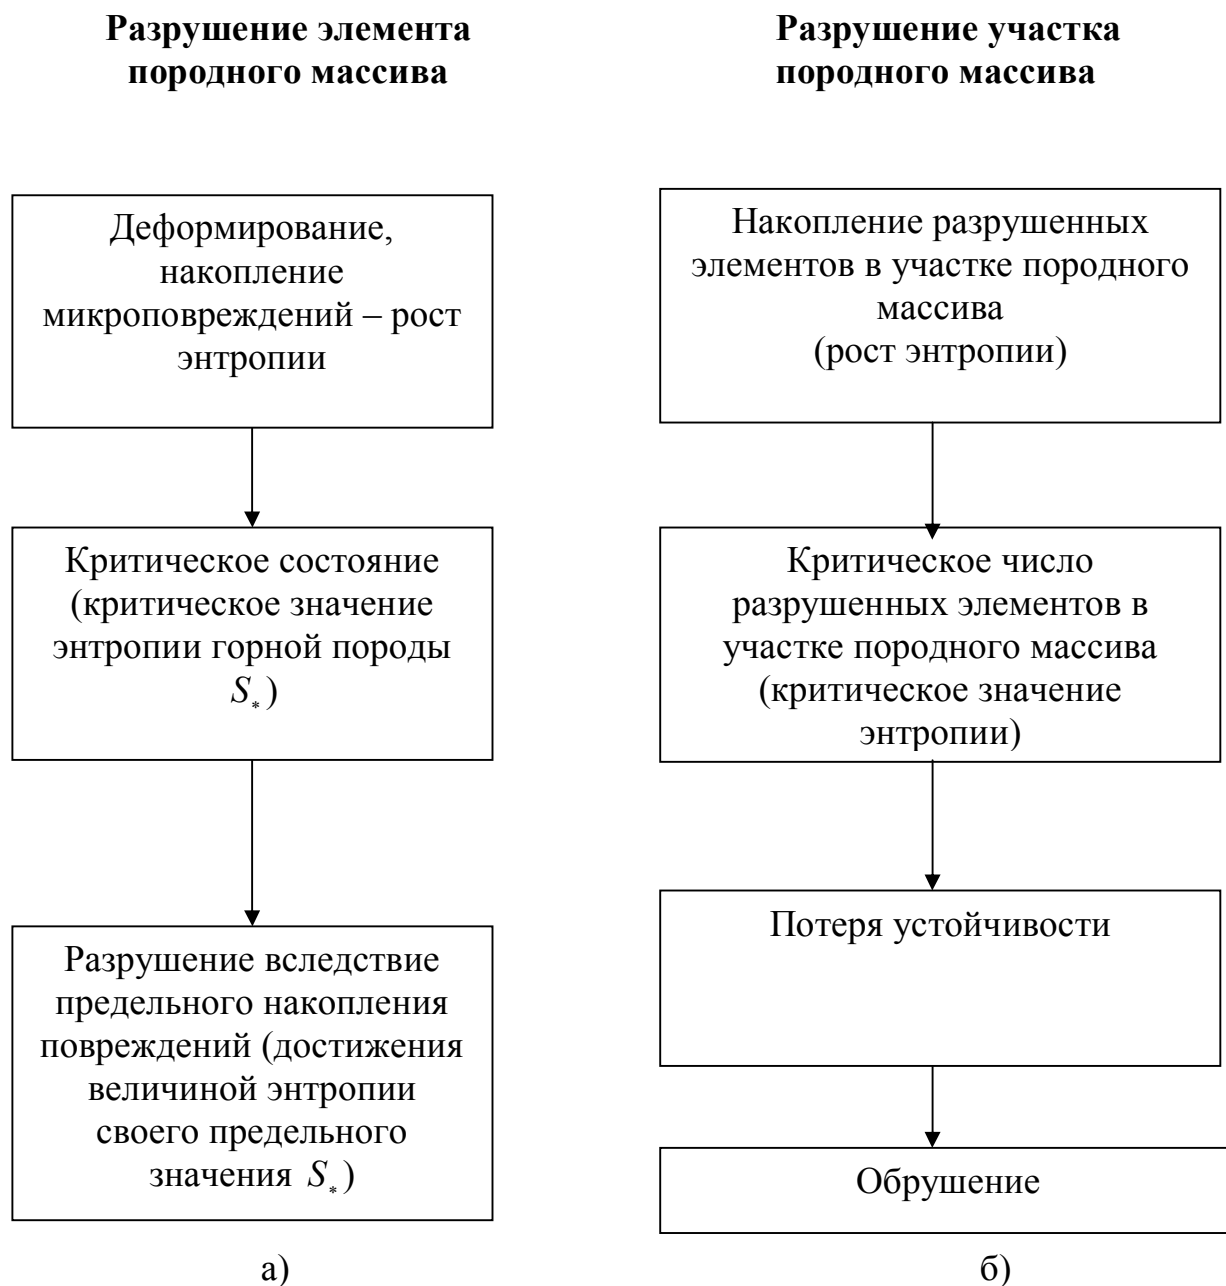 Разрушение элемента
породного массива
Деформирование,
накопление
микроповреждений – рост
энтропии
Критическое состояние
(критическое значение
энтропии горной породы
S*)
Разрушение вследствие
предельного накопления
повреждений (достижения
величиной энтропии
своего предельного
значения S*)
а)
Разрушение участка
породного массива
Накопление разрушенных
элементов в участке породного
массива
(рост энтропии)
Критическое число
разрушенных элементов в
участке породного массива
(критическое значение
энтропии)
Потеря устойчивости
Обрушение
б)